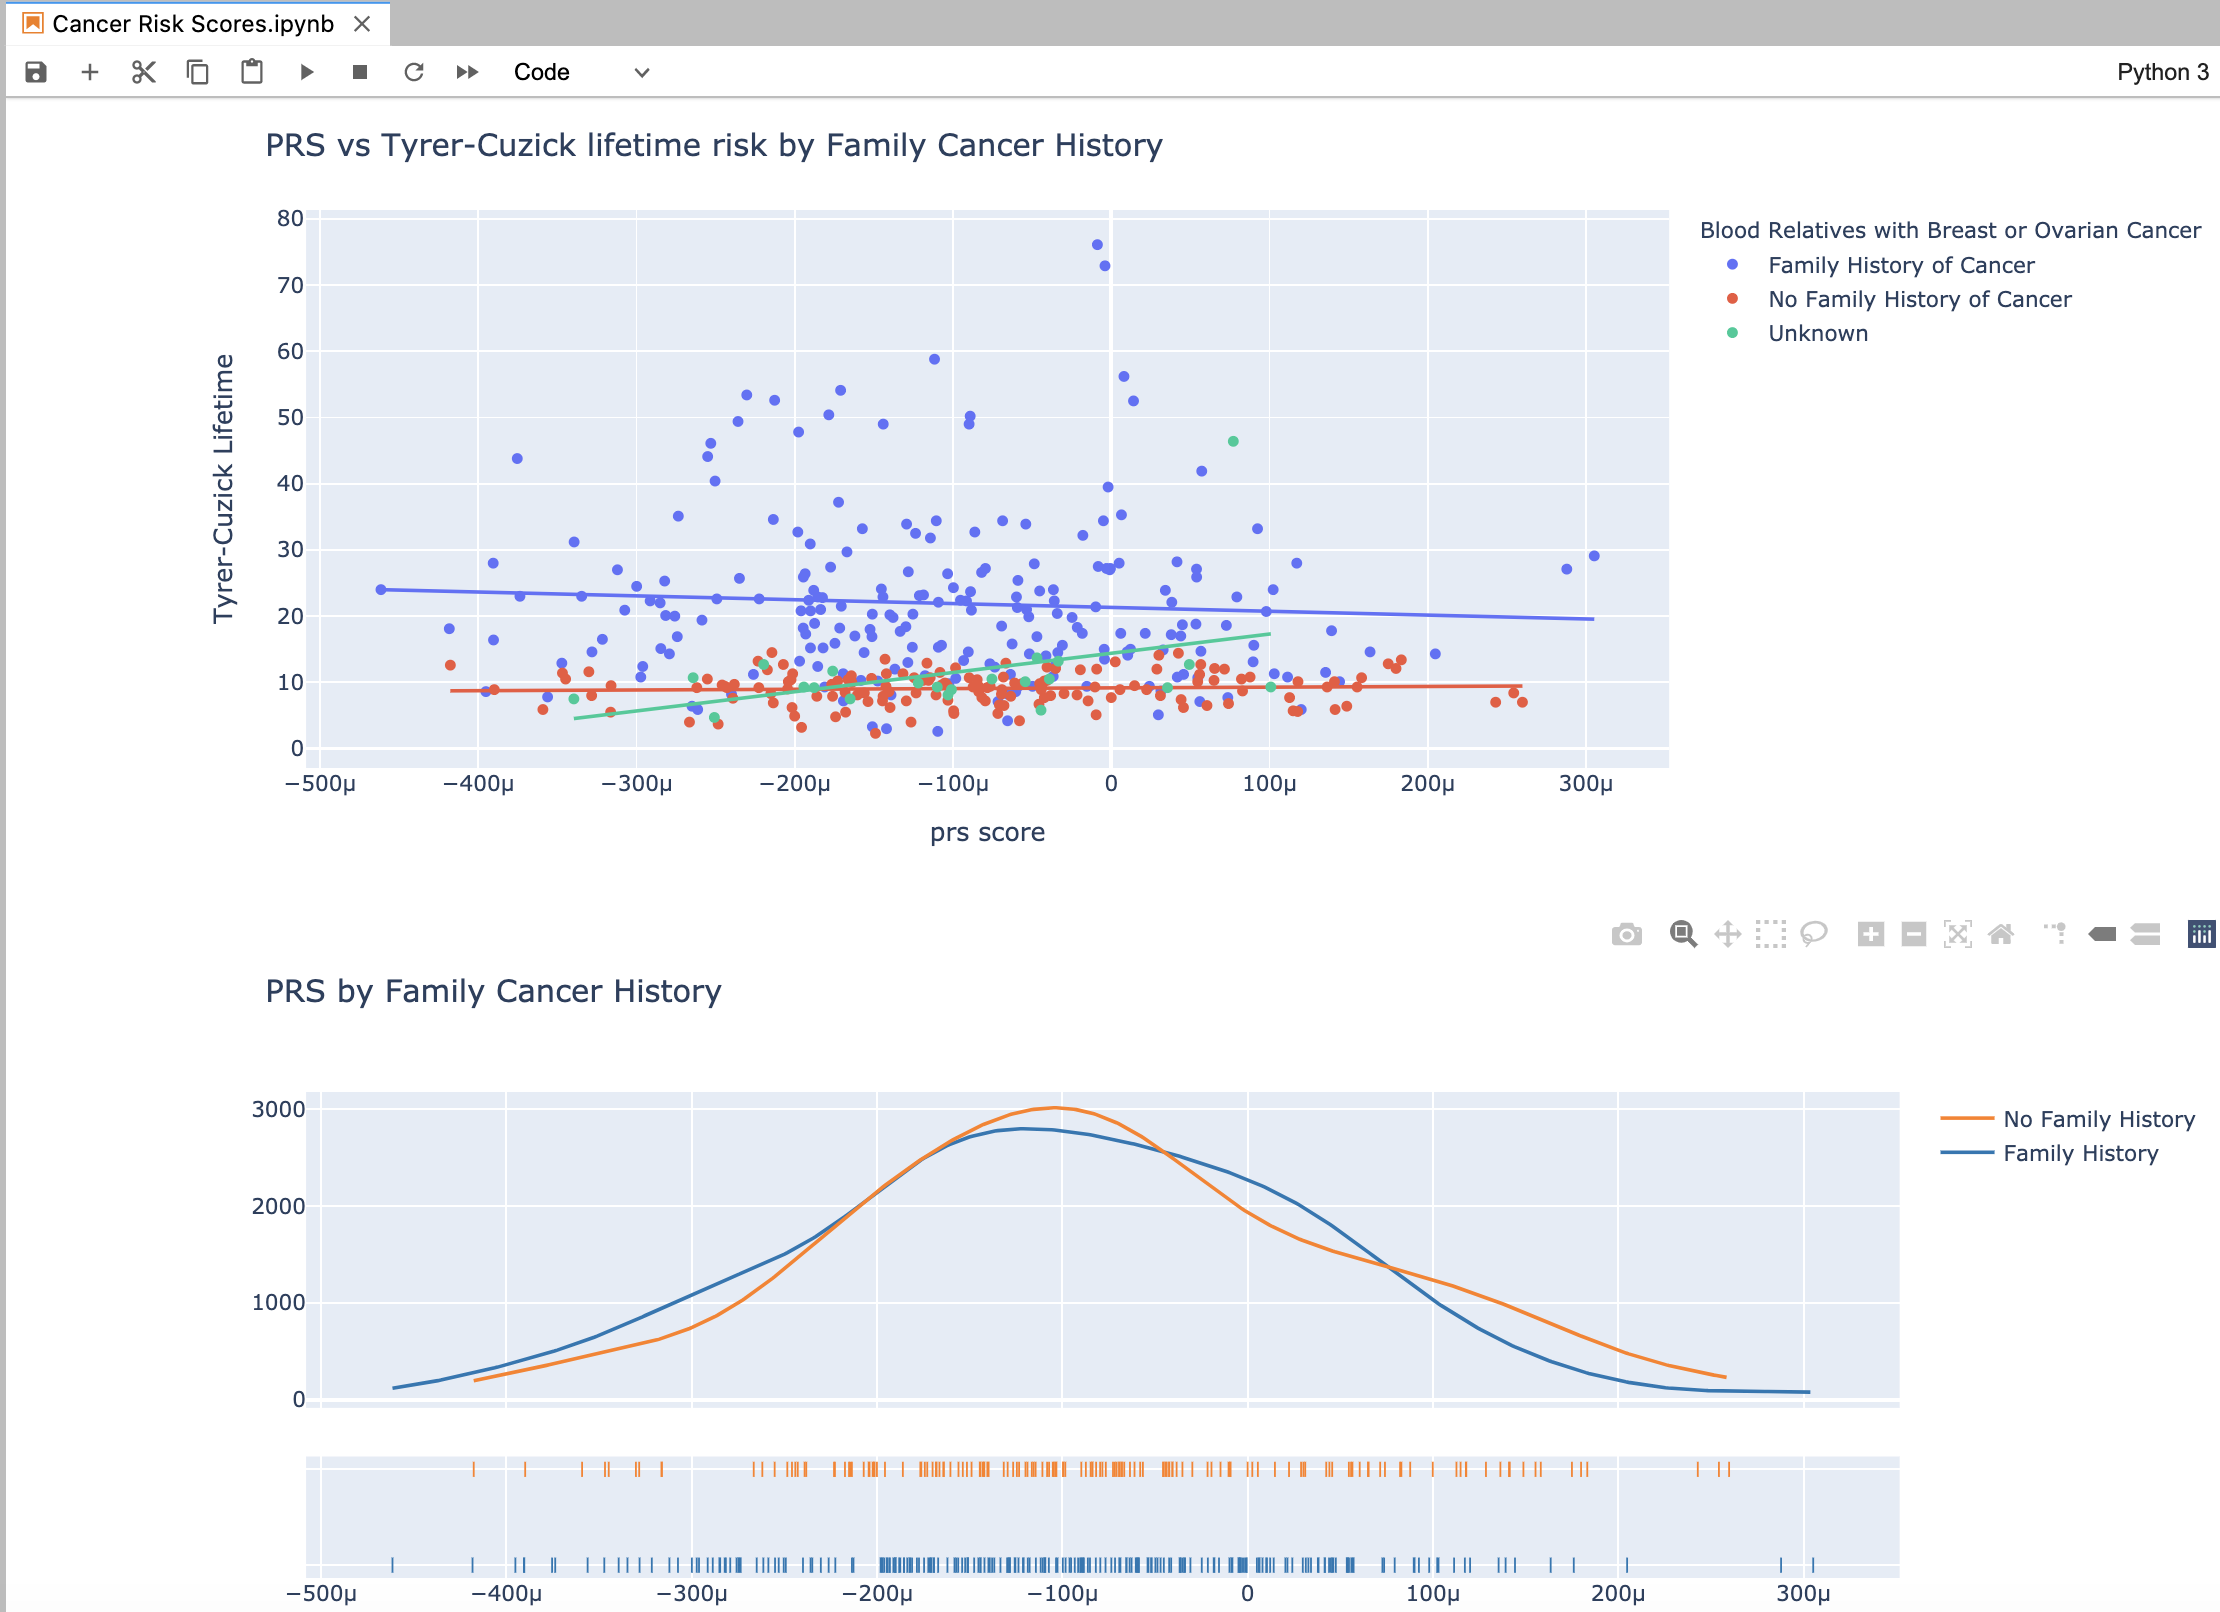 Cancer Risk Scores.ipynb
Code
Python 3
PRS vs Tyrer-Cuzick lifetime risk by Family Cancer History
80
70
60
50
40
30
20
10
0
Tyrer-Cuzick Lifetime
−500μ −400μ −300μ −200μ −100μ 0 100μ 200μ 300μ
prs score
Blood Relatives with Breast or Ovarian Cancer
Family History of Cancer
No Family History of Cancer
Unknown
PRS by Family Cancer History
3000
2000
1000
0
No Family History
Family History
−500μ −400μ −300μ −200μ −100μ 0 100μ 200μ 300μ